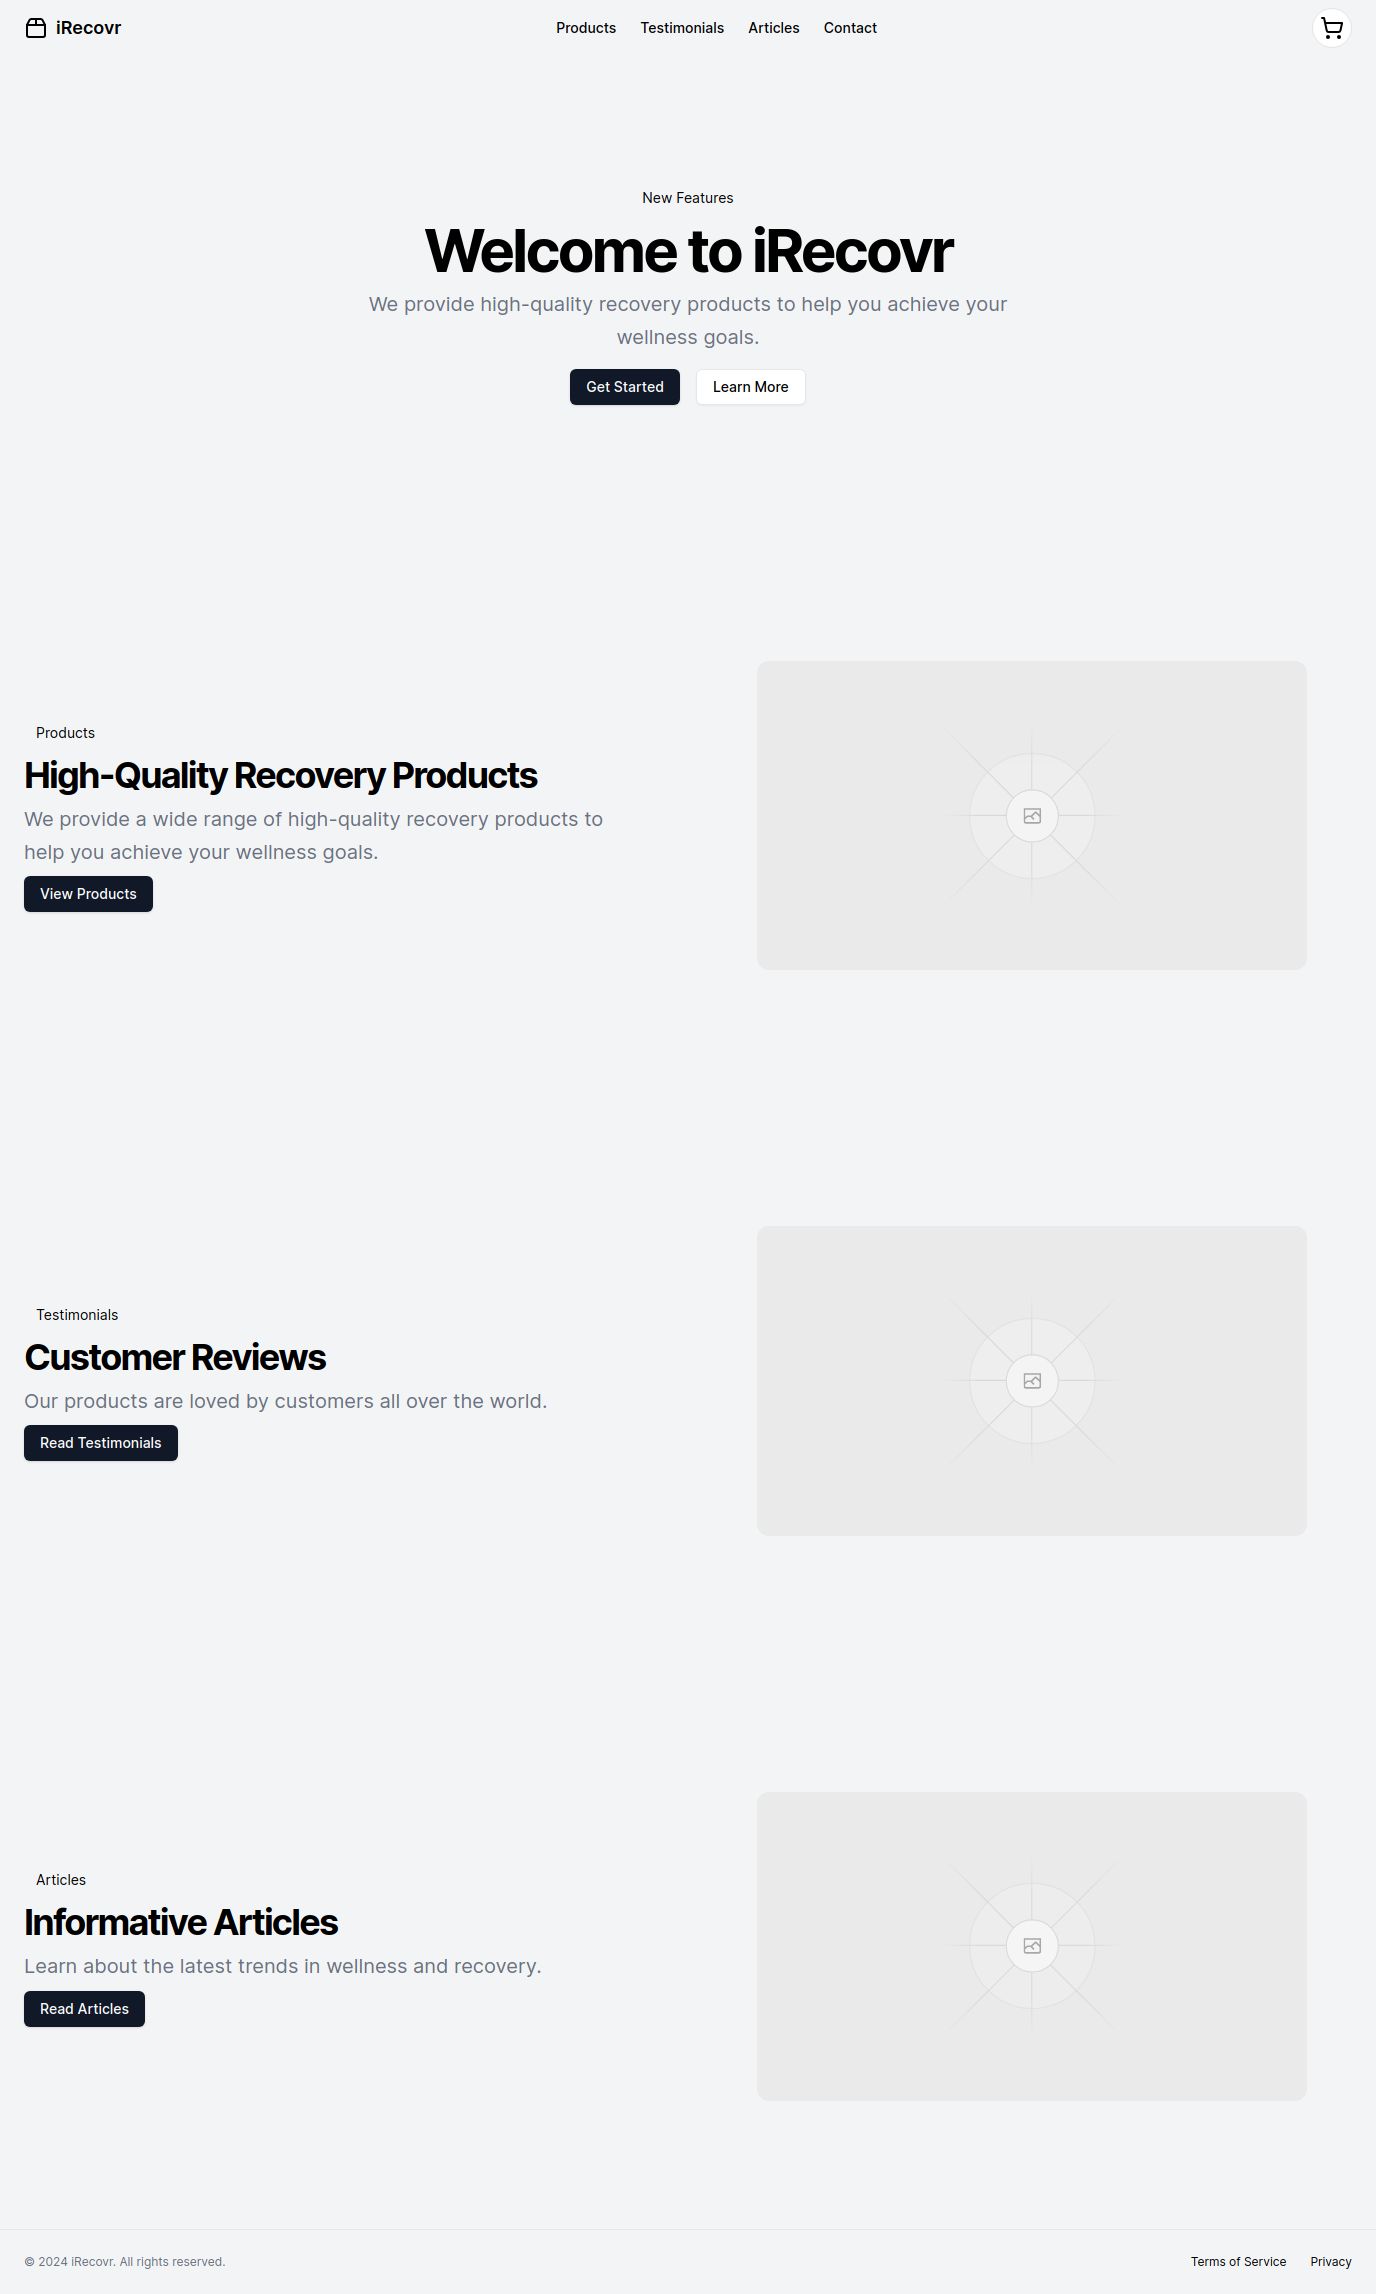 iRecovr
Products
Testimonials
Articles
Contact
New Features
Welcome to iRecovr
We provide high-quality recovery products to help you achieve your
wellness goals.
Get Started
Learn More
Products
High-Quality Recovery Products
We provide a wide range of high-quality recovery products to
help you achieve your wellness goals.
View Products
Testimonials
Customer Reviews
Our products are loved by customers all over the world.
Read Testimonials
Articles
Informative Articles
Learn about the latest trends in wellness and recovery.
Read Articles
© 2024 iRecovr. All rights reserved.
Terms of Service
Privacy